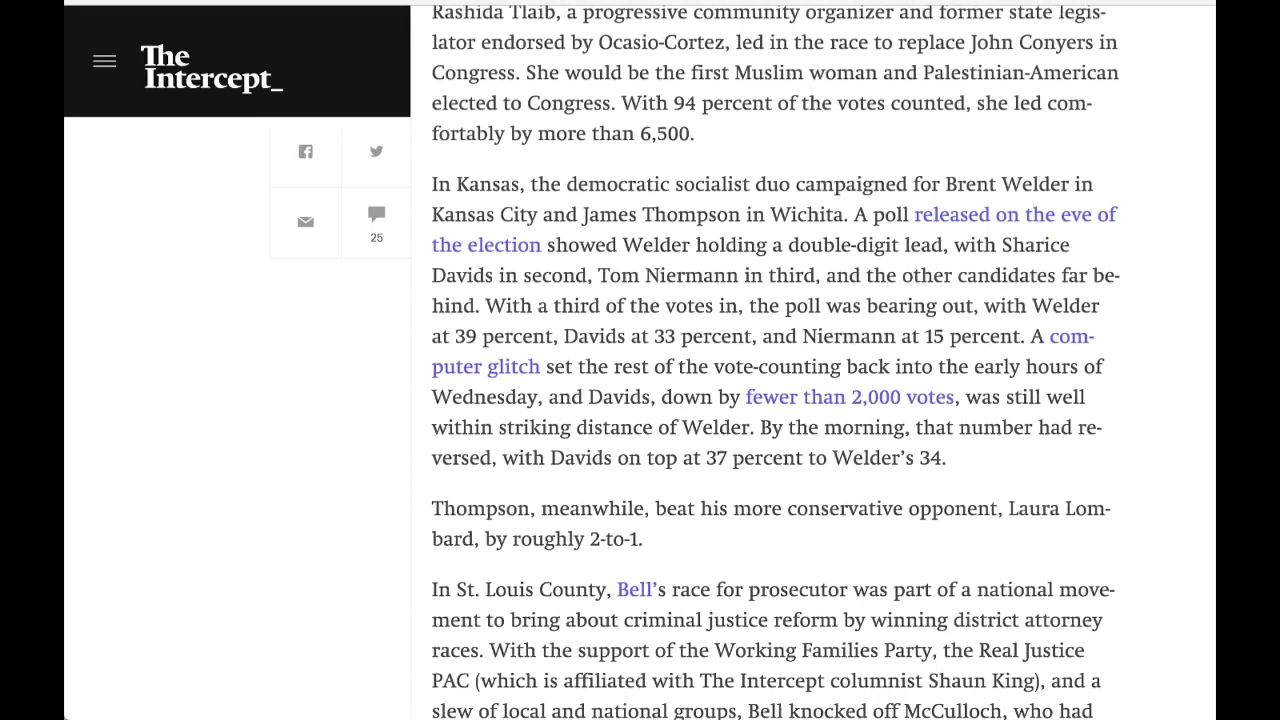 The
Intercept_
25
Rashida Tlaib, a progressive community organizer and former state legis-
lator endorsed by Ocasio-Cortez, led in the race to replace John Conyers in
Congress. She would be the first Muslim woman and Palestinian-American
elected to Congress. With 94 percent of the votes counted, she led com-
fortably by more than 6,500.
In Kansas, the democratic socialist duo campaigned for Brent Welder in
Kansas City and James Thompson in Wichita. A poll released on the eve of
the election showed Welder holding a double-digit lead, with Sharice
Davids in second, Tom Niermann in third, and the other candidates far be-
hind. With a third of the votes in, the poll was bearing out, with Welder
at 39 percent, Davids at 33 percent, and Niermann at 15 percent. A com-
puter glitch set the rest of the vote-counting back into the early hours of
Wednesday, and Davids, down by fewer than 2,000 votes, was still well
within striking distance of Welder. By the morning, that number had re-
versed, with Davids on top at 37 percent to Welder’s 34.
Thompson, meanwhile, beat his more conservative opponent, Laura Lom-
bard, by roughly 2-to-1.
In St. Louis County, Bell’s race for prosecutor was part of a national move-
ment to bring about criminal justice reform by winning district attorney
races. With the support of the Working Families Party, the Real Justice
PAC (which is affiliated with The Intercept columnist Shaun King), and a
slew of local and national groups, Bell knocked off McCulloch, who had